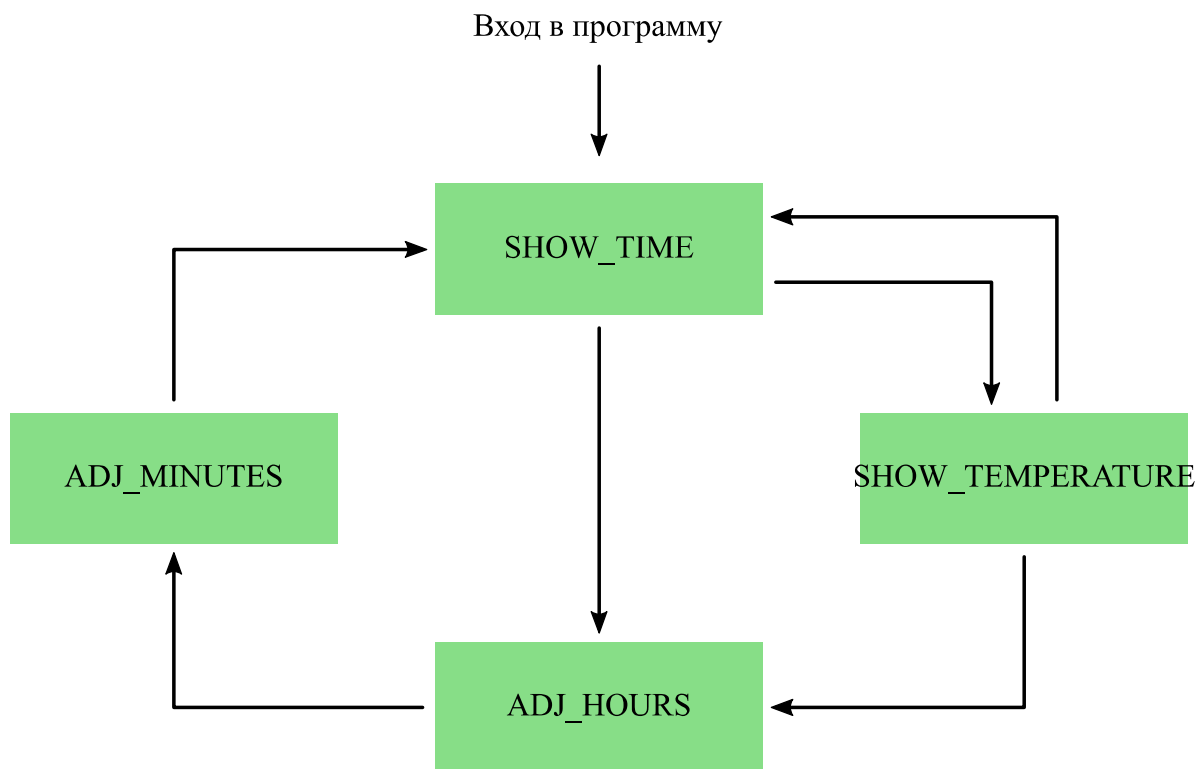 Вход в программу
SHOW_TIME
ADJ_MINUTES
SHOW_TEMPERATURE
ADJ_HOURS